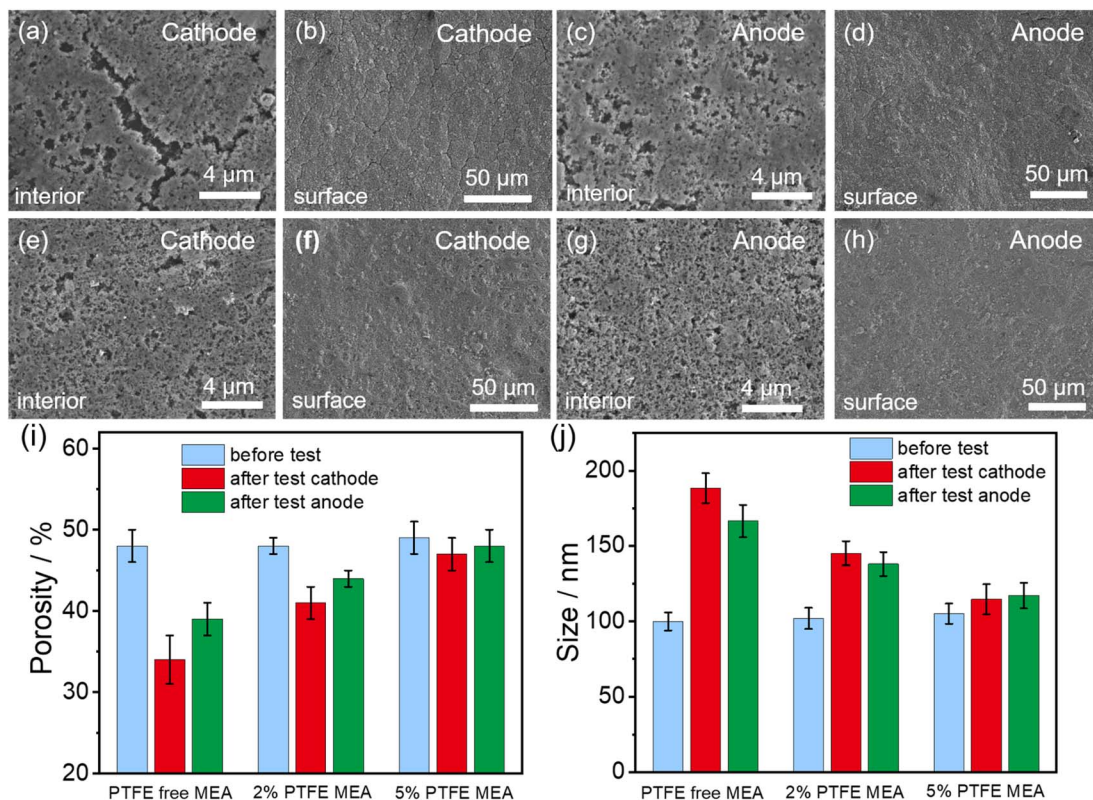 (a) Cathode
interior 4 µm
(b) Cathode
surface 50 µm
(c) Anode
interior 4 µm
(d) Anode
surface 50 µm
(e) Cathode
interior 4 µm
(f) Cathode
surface 50 µm
(g) Anode
interior 4 µm
(h) Anode
surface 50 µm
(i)
60
50
40
30
20
Porosity / %
before test
after test cathode
after test anode
PTFE free MEA 2% PTFE MEA 5% PTFE MEA
(j)
200
150
100
50
0
Size / nm
before test
after test cathode
after test anode
PTFE free MEA 2% PTFE MEA 5% PTFE MEA